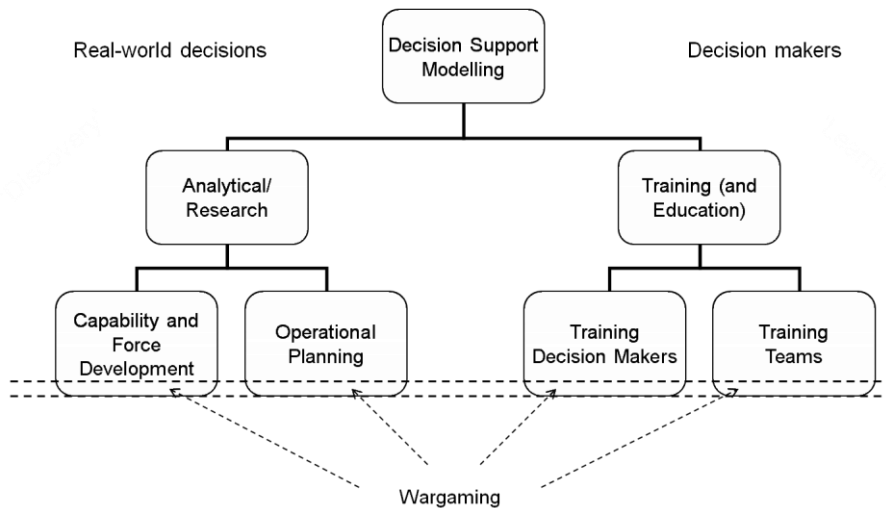 Real-world decisions
Decision Support
Modelling
Decision makers
Analytical/
Research
Training (and
Education)
Capability and
Force
Development
Operational
Planning
Training
Decision Makers
Training
Teams
Wargaming